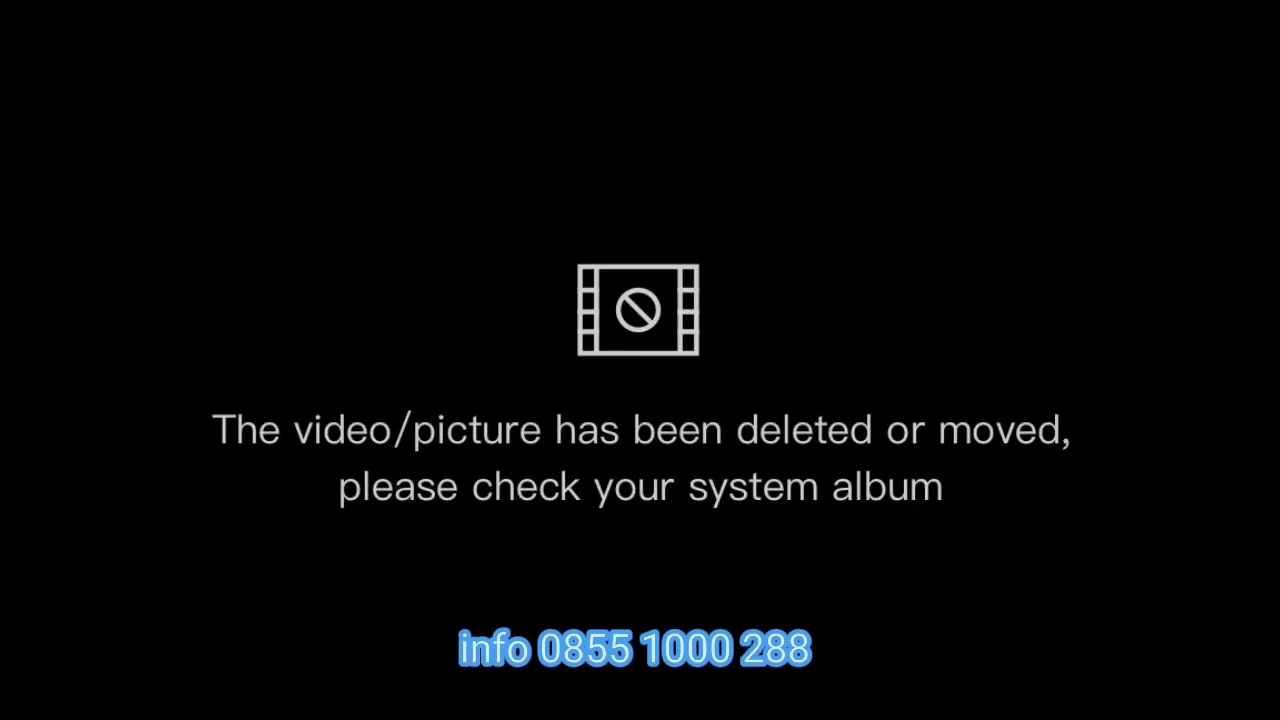 The video/picture has been deleted or moved,
please check your system album
info 0855 1000 288